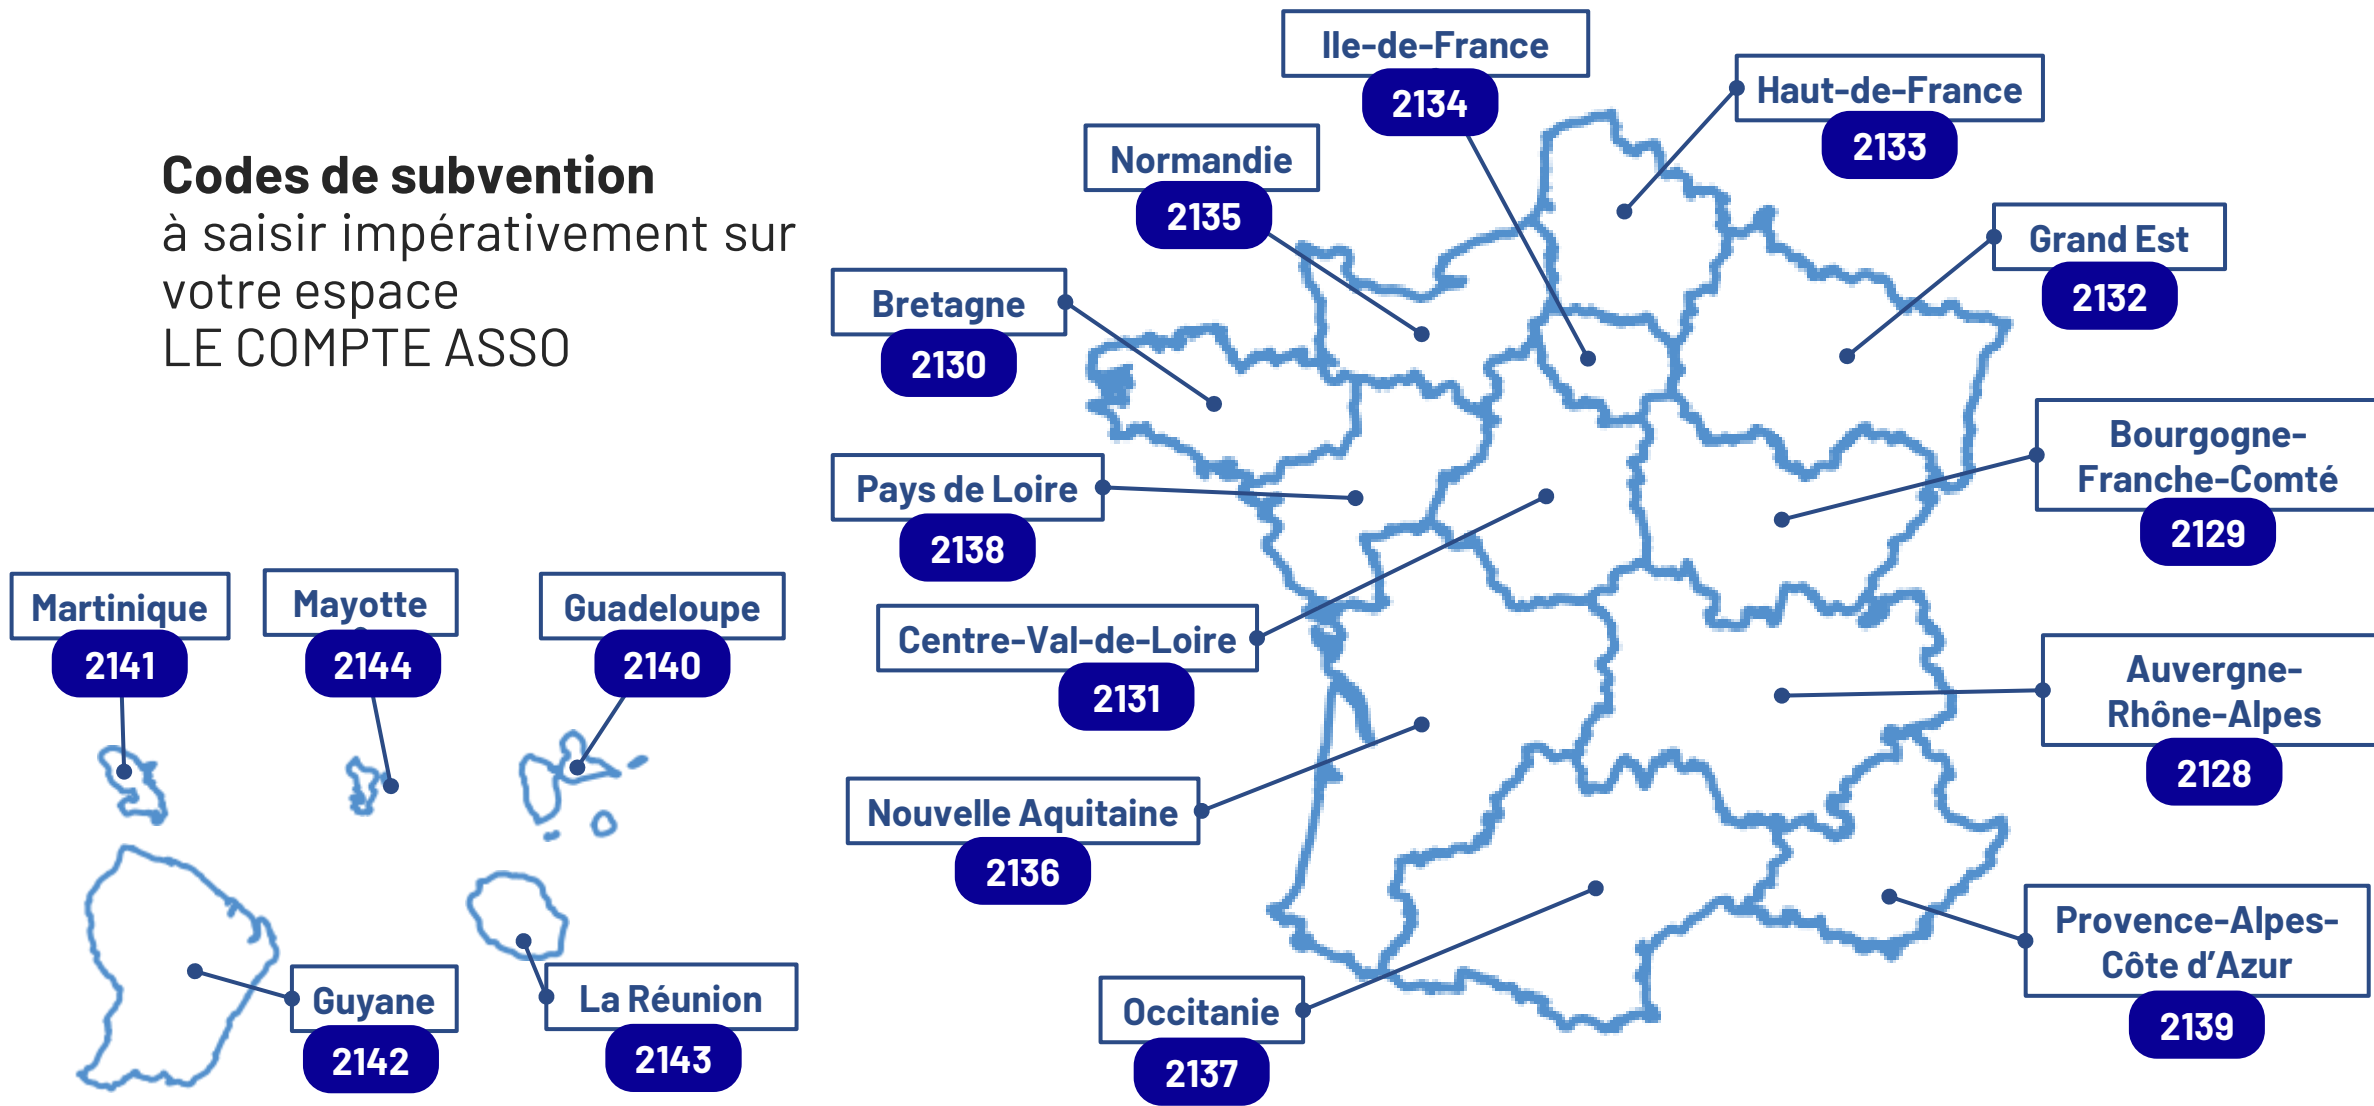 Codes de subvention
à saisir impérativement sur
votre espace
LE COMPTE ASSO
Ile-de-France
2134
Haut-de-France
2133
Normandie
2135
Grand Est
2132
Bretagne
2130
Bourgogne-
Franche-Comté
2129
Pays de Loire
2138
Centre-Val-de-Loire
2131
Auvergne-
Rhône-Alpes
2128
Nouvelle Aquitaine
2136
Provence-Alpes-
Côte d’Azur
2139
Occitanie
2137
Martinique
2141
Mayotte
2144
Guadeloupe
2140
Guyane
2142
La Réunion
2143